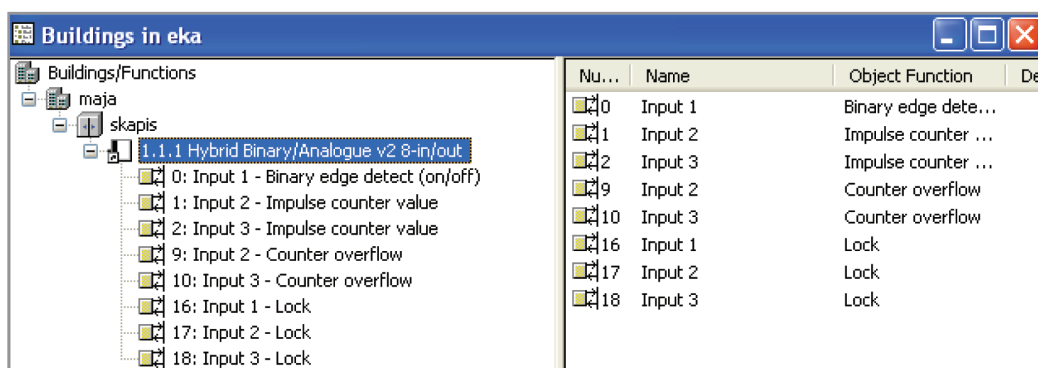 Buildings in eka
Buildings/Functions
maja
skapis
1.1.1 Hybrid Binary/Analogue v2 8-in/out
0: Input 1 - Binary edge detect (on/off)
1: Input 2 - Impulse counter value
2: Input 3 - Impulse counter value
9: Input 2 - Counter overflow
10: Input 3 - Counter overflow
16: Input 1 - Lock
17: Input 2 - Lock
18: Input 3 - Lock
Nu... Name Object Function De
0 Input 1 Binary edge dete...
1 Input 2 Impulse counter ...
2 Input 3 Impulse counter ...
9 Input 2 Counter overflow
10 Input 3 Counter overflow
16 Input 1 Lock
17 Input 2 Lock
18 Input 3 Lock